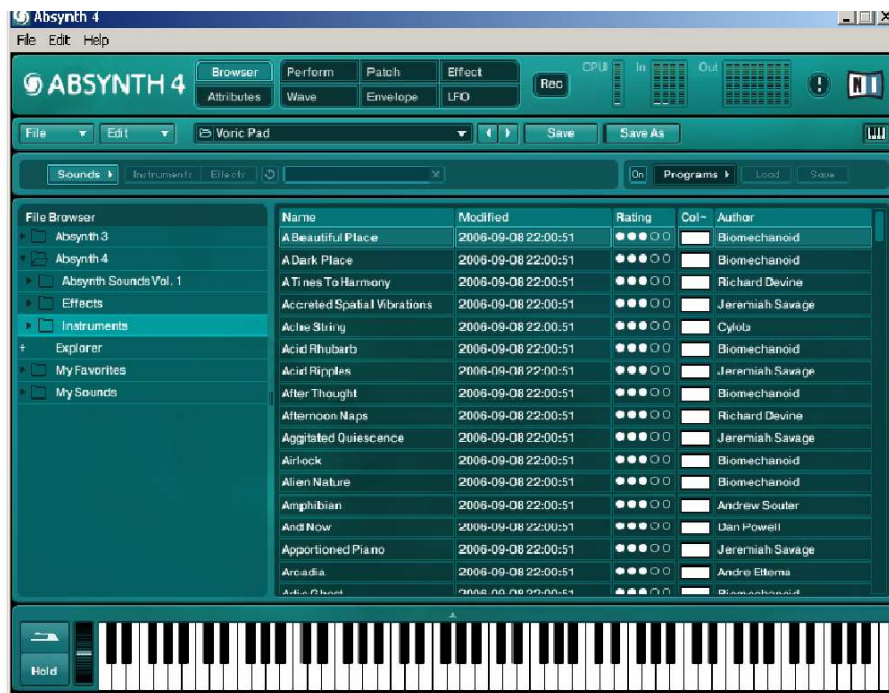 Absynth 4
File Edit Help
ABSYNTH 4
Browser Perform Patch Effect
Attributes Wave Envelope LFO
Rec
CPU In Out
!
NI
File Edit Voric Pad Save Save As
Sounds Instruments Effects x On Programs Load Save
File Browser
Absynth 3
Absynth 4
Absynth Sounds Vol. 1
Effects
Instruments
+ Explorer
My Favorites
My Sounds
Name Modified Rating Col~ Author
A Beautiful Place 2006-09-08 22:00:51 Biomechanoid
A Dark Place 2006-09-08 22:00:51 Biomechanoid
A Tines To Harmony 2006-09-08 22:00:51 Richard Devine
Accreted Spatial Vibrations 2006-09-08 22:00:51 Jeremiah Savage
Ache String 2006-09-08 22:00:51 Cylob
Acid Rhubarb 2006-09-08 22:00:51 Biomechanoid
Acid Ripples 2006-09-08 22:00:51 Jeremiah Savage
After Thought 2006-09-08 22:00:51 Biomechanoid
Afternoon Naps 2006-09-08 22:00:51 Richard Devine
Aggitated Quiescence 2006-09-08 22:00:51 Jeremiah Savage
Airlock 2006-09-08 22:00:51 Biomechanoid
Alien Nature 2006-09-08 22:00:51 Biomechanoid
Amphibian 2006-09-08 22:00:51 Andrew Souter
And Now 2006-09-08 22:00:51 Dan Powell
Apportioned Piano 2006-09-08 22:00:51 Jeremiah Savage
Arcadia 2006-09-08 22:00:51 Andre Ettema
2006-09-08 22:00:51 Biomechanoid
Hold